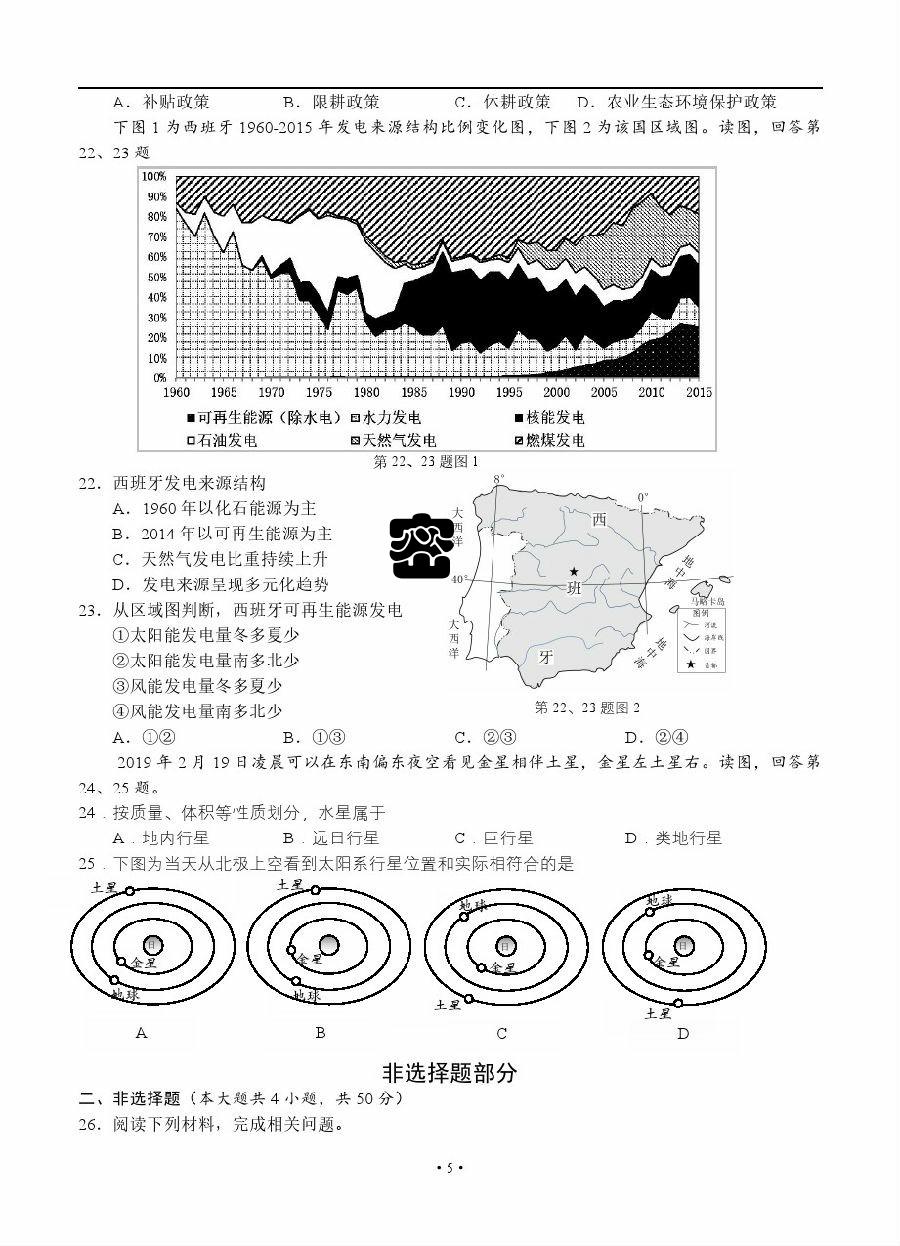 A．补贴政策 B．限耕政策 C．休耕政策 D．农业生态环境保护政策
下图 1 为西班牙 1960-2015 年发电来源结构比例变化图，下图 2 为该国区域图。读图，回答第
22、23 题
100%
90%
80%
70%
60%
50%
40%
30%
20%
10%
0%
1960 1965 1970 1975 1980 1985 1990 1995 2000 2005 2010 2015
■可再生能源（除水电） 水力发电 ■核能发电
□石油发电 天然气发电 燃煤发电
第 22、23 题图 1
22．西班牙发电来源结构
A．1960 年以化石能源为主
B．2014 年以可再生能源为主
C．天然气发电比重持续上升
D．发电来源呈现多元化趋势
8°
0°
大西洋
西
40°
班
地中海
马略卡岛
图例
河流
海岸线
国界
首都
大西洋
牙
地中海
第 22、23 题图 2
23．从区域图判断，西班牙可再生能源发电
①太阳能发电量冬多夏少
②太阳能发电量南多北少
③风能发电量冬多夏少
④风能发电量南多北少
A．①② B．①③ C．②③ D．②④
2019 年 2 月 19 日凌晨可以在东南偏东夜空看见金星相伴土星，金星左土星右。读图，回答第
24、25 题。
24．按质量、体积等性质划分，水星属于
A．地内行星 B．远日行星 C．巨行星 D．类地行星
25．下图为当天从北极上空看到太阳系行星位置和实际相符合的是
土星 日 金星 地球
土星 金星 地球
地球 日 金星 土星
地球 日 金星 土星
A B C D
非选择题部分
二、非选择题（本大题共 4 小题，共 50 分）
26．阅读下列材料，完成相关问题。
·5·